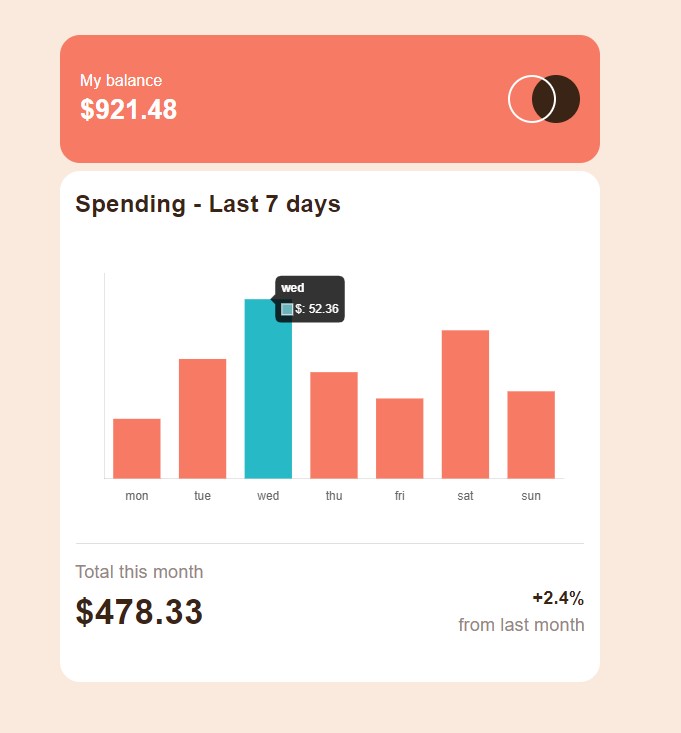 My balance
$921.48
Spending - Last 7 days
wed
$: 52.36
mon tue wed thu fri sat sun
Total this month
$478.33
+2.4%
from last month